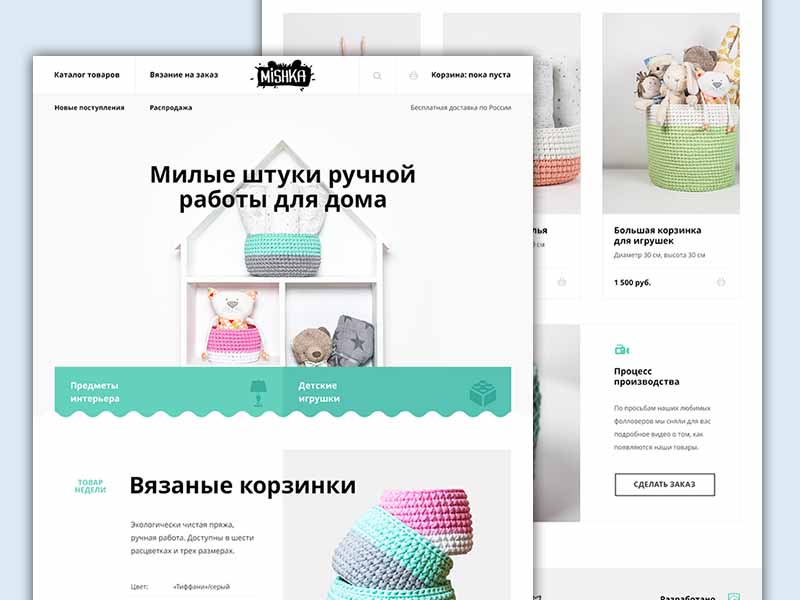 Каталог товаров
Вязание на заказ
MiSHKA
Корзина: пока пуста
Новые поступления
Распродажа
Бесплатная доставка по России
Милые штуки ручной
работы для дома
Предметы
интерьера
Детские
игрушки
ТОВАР
НЕДЕЛИ
Вязаные корзинки
Экологически чистая пряжа,
ручная работа. Доступны в шести
расцветках и трех размерах.
Цвет:
«Тиффани»/серый
лья
см
Большая корзинка
для игрушек
Диаметр 30 см, высота 30 см
1 500 руб.
Процесс
производства
По просьбам наших любимых
фолловеров мы сняли для вас
подробное видео о том, как
появляются наши товары.
СДЕЛАТЬ ЗАКАЗ
Разработано